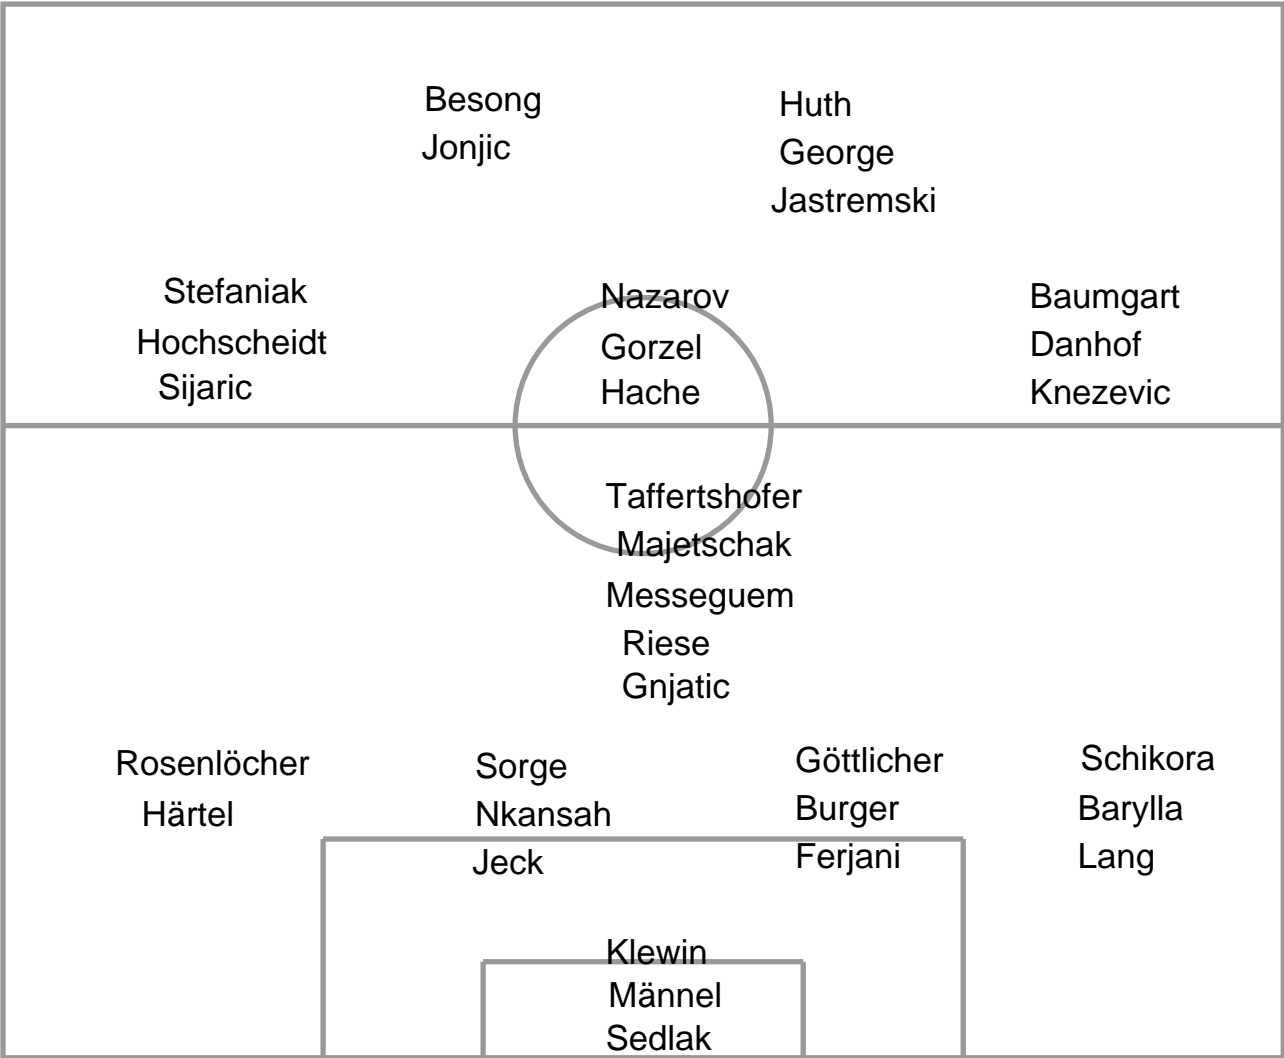 Besong
Jonjic
Huth
George
Jastremski
Stefaniak
Hochscheidt
Sijaric
Nazarov
Gorzel
Hache
Baumgart
Danhof
Knezevic
Taffertshofer
Majetschak
Messeguem
Riese
Gnjatic
Rosenlöcher
Härtel
Sorge
Nkansah
Jeck
Göttlicher
Burger
Ferjani
Schikora
Barylla
Lang
Klewin
Männel
Sedlak